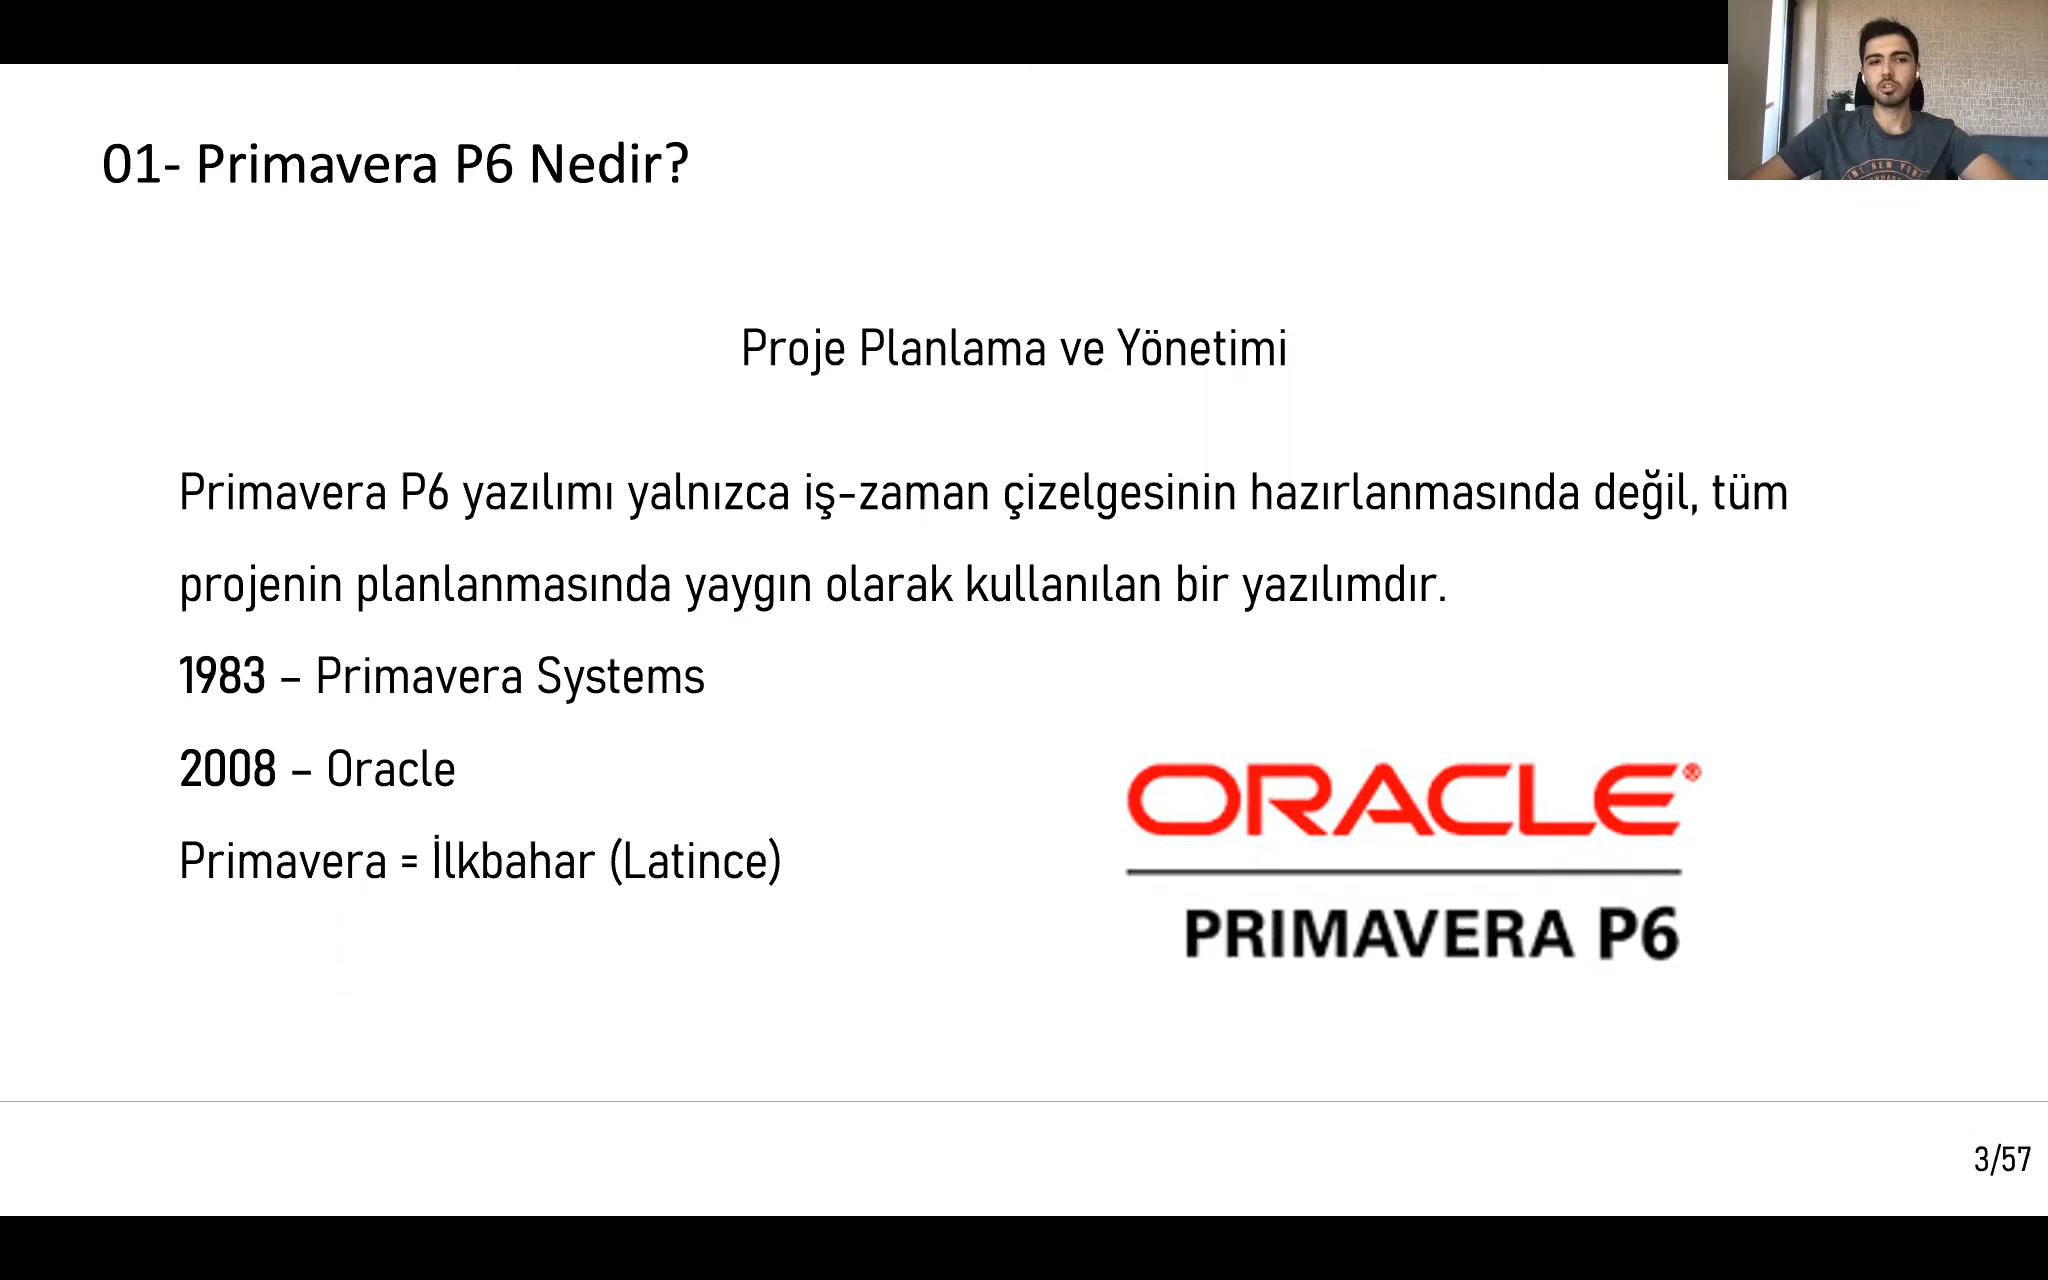 01- Primavera P6 Nedir?
Proje Planlama ve Yönetimi
Primavera P6 yazılımı yalnızca iş-zaman çizelgesinin hazırlanmasında değil, tüm
projenin planlanmasında yaygın olarak kullanılan bir yazılımdır.
1983 – Primavera Systems
2008 – Oracle
Primavera = İlkbahar (Latince)
ORACLE®
PRIMAVERA P6
3/57